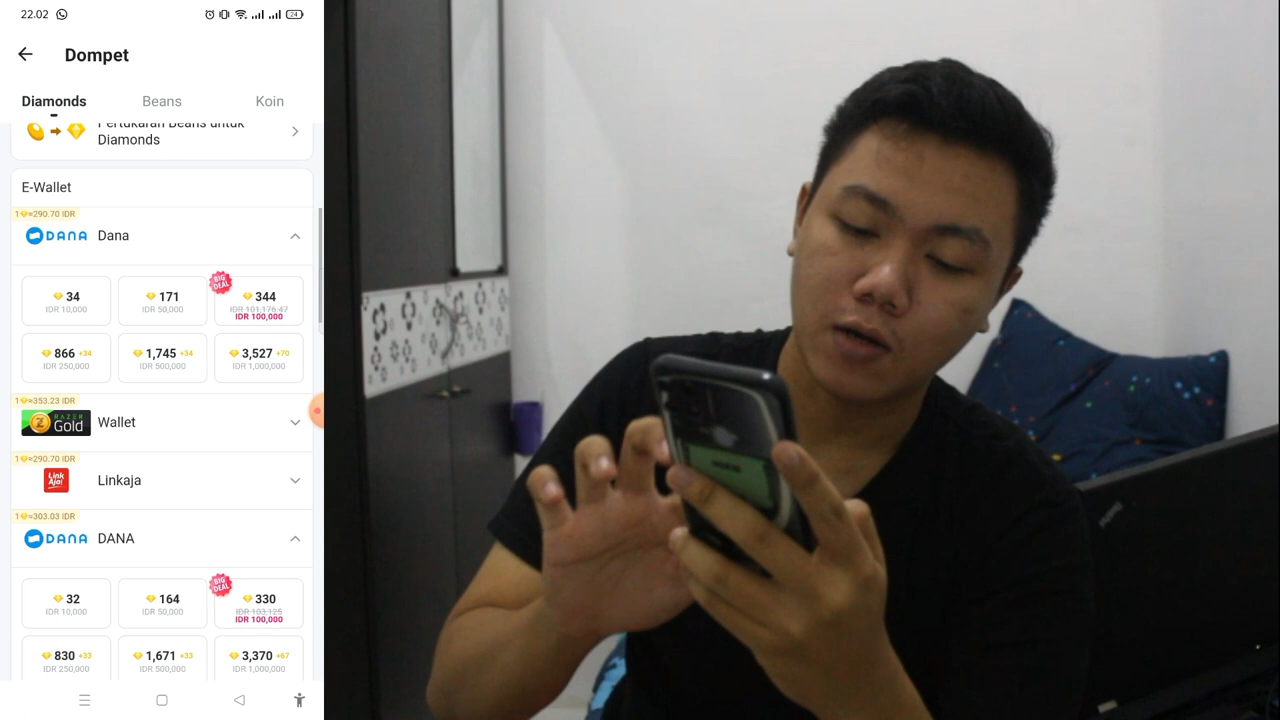 22.02
24
Dompet
Diamonds
Beans
Koin
Pertukaran Beans untuk
Diamonds
E-Wallet
1≈290.70 IDR
DANA
Dana
34
IDR 10,000
171
IDR 50,000
BIG
DEAL
344
IDR 101,176.47
IDR 100,000
866 +34
IDR 250,000
1,745 +34
IDR 500,000
3,527 +70
IDR 1,000,000
1≈353.23 IDR
RAZER
Gold
Wallet
1≈290.70 IDR
Link
Aja!
Linkaja
1≈303.03 IDR
DANA
DANA
32
IDR 10,000
164
IDR 50,000
BIG
DEAL
330
IDR 103,125
IDR 100,000
830 +33
IDR 250,000
1,671 +33
IDR 500,000
3,370 +67
IDR 1,000,000